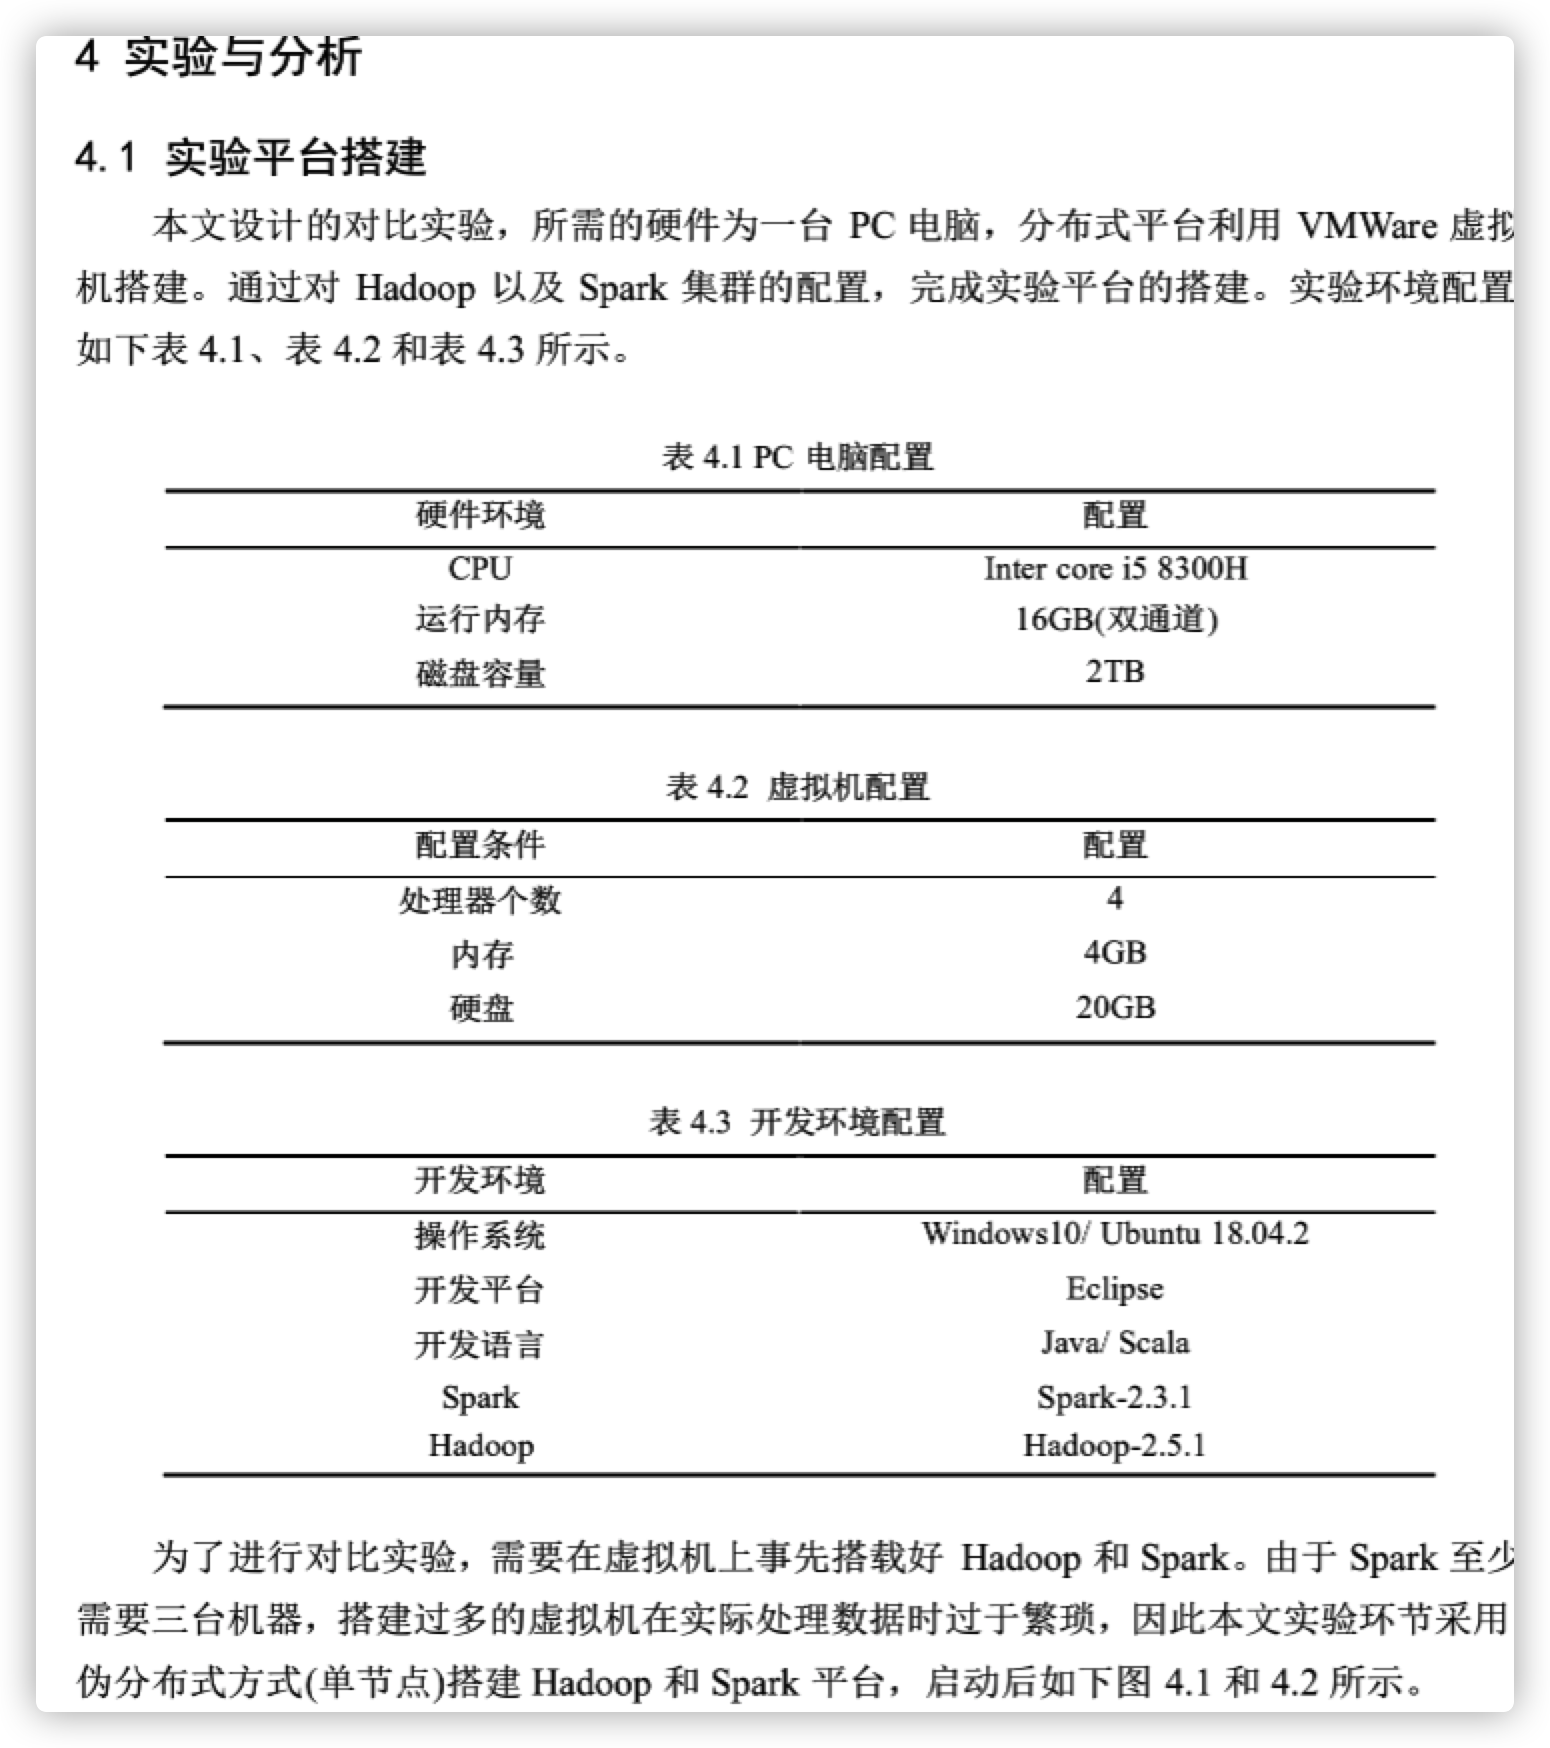 4 实验与分析
4.1 实验平台搭建
本文设计的对比实验，所需的硬件为一台 PC 电脑，分布式平台利用 VMWare 虚拟
机搭建。通过对 Hadoop 以及 Spark 集群的配置，完成实验平台的搭建。实验环境配置
如下表 4.1、表 4.2 和表 4.3 所示。
表 4.1 PC 电脑配置
硬件环境 配置
CPU Inter core i5 8300H
运行内存 16GB(双通道)
磁盘容量 2TB
表 4.2 虚拟机配置
配置条件 配置
处理器个数 4
内存 4GB
硬盘 20GB
表 4.3 开发环境配置
开发环境 配置
操作系统 Windows10/ Ubuntu 18.04.2
开发平台 Eclipse
开发语言 Java/ Scala
Spark Spark-2.3.1
Hadoop Hadoop-2.5.1
为了进行对比实验，需要在虚拟机上事先搭载好 Hadoop 和 Spark。由于 Spark 至少
需要三台机器，搭建过多的虚拟机在实际处理数据时过于繁琐，因此本文实验环节采用
伪分布式方式(单节点)搭建 Hadoop 和 Spark 平台，启动后如下图 4.1 和 4.2 所示。